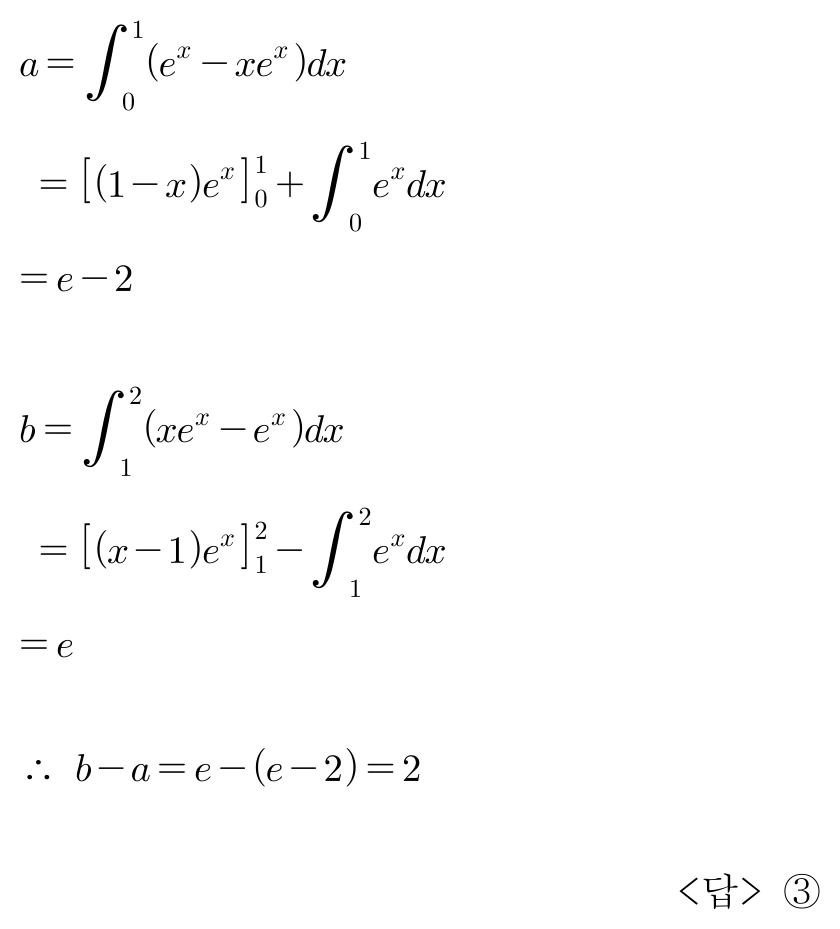 a = ∫₀¹ (eˣ − xeˣ)dx
= [(1 − x)eˣ]₀¹ + ∫₀¹ eˣdx
= e − 2
b = ∫₁² (xeˣ − eˣ)dx
= [(x − 1)eˣ]₁² − ∫₁² eˣdx
= e
∴ b − a = e − (e − 2) = 2
<답> ③